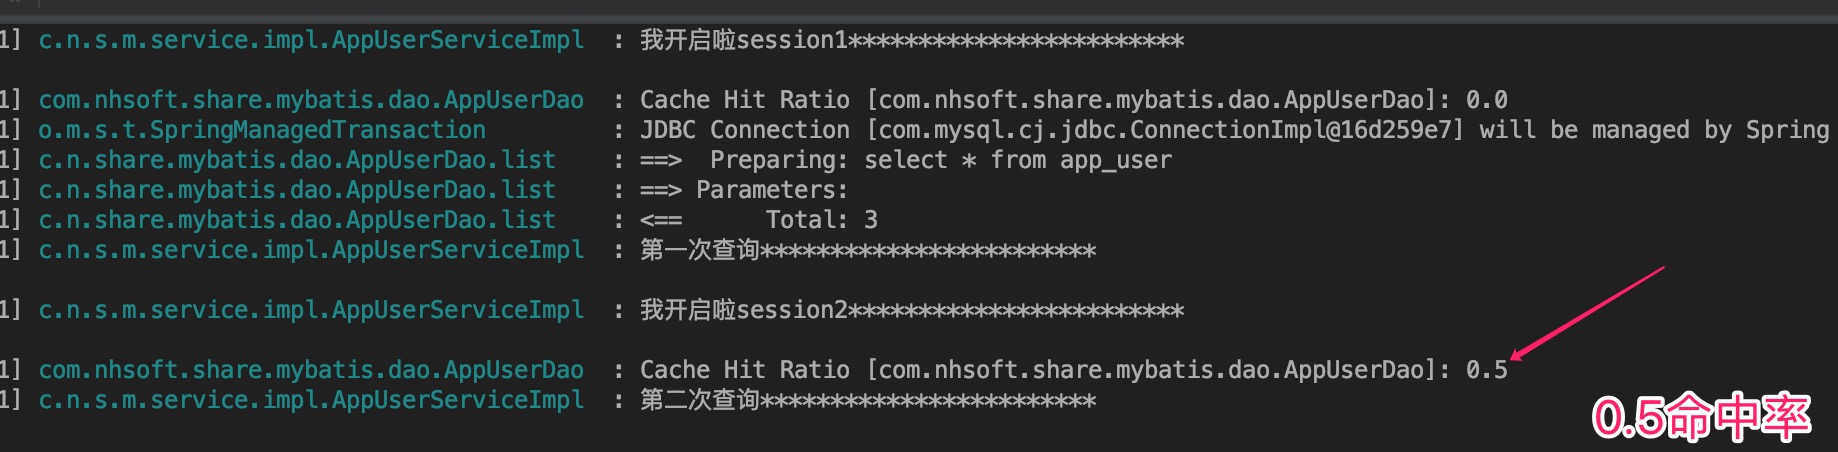 1] c.n.s.m.service.impl.AppUserServiceImpl : 我开启啦session1************************
1] com.nhsoft.share.mybatis.dao.AppUserDao : Cache Hit Ratio [com.nhsoft.share.mybatis.dao.AppUserDao]: 0.0
1] o.m.s.t.SpringManagedTransaction : JDBC Connection [com.mysql.cj.jdbc.ConnectionImpl@16d259e7] will be managed by Spring
1] c.n.share.mybatis.dao.AppUserDao.list : ==> Preparing: select * from app_user
1] c.n.share.mybatis.dao.AppUserDao.list : ==> Parameters:
1] c.n.share.mybatis.dao.AppUserDao.list : <== Total: 3
1] c.n.s.m.service.impl.AppUserServiceImpl : 第一次查询************************
1] c.n.s.m.service.impl.AppUserServiceImpl : 我开启啦session2************************
1] com.nhsoft.share.mybatis.dao.AppUserDao : Cache Hit Ratio [com.nhsoft.share.mybatis.dao.AppUserDao]: 0.5
1] c.n.s.m.service.impl.AppUserServiceImpl : 第二次查询************************
0.5命中率